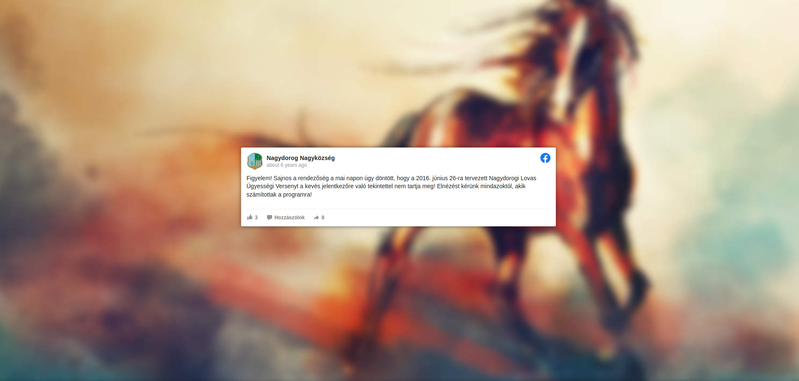 Nagydorog Nagyközség
about 6 years ago
Figyelem! Sajnos a rendezőség a mai napon úgy döntött, hogy a 2016. június 26-ra tervezett Nagydorogi Lovas
Ügyességi Versenyt a kevés jelentkezőre való tekintettel nem tartja meg! Elnézést kérünk mindazoktól, akik
számítottak a programra!
3 Hozzászólok 8